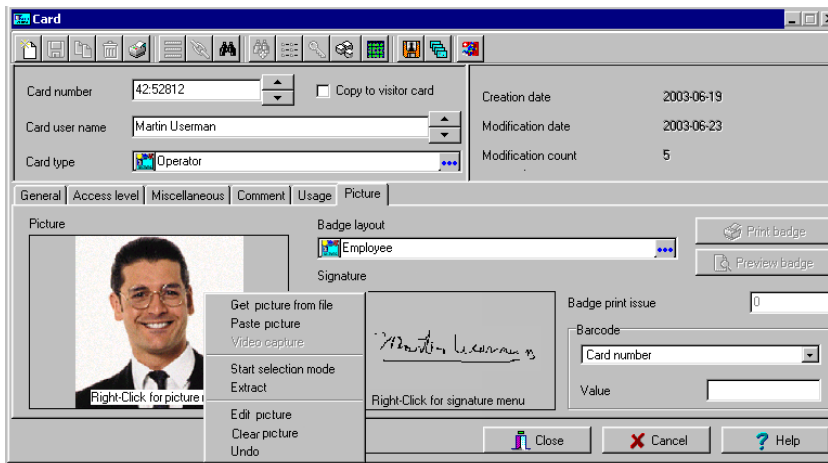 Card
Card number 42:52812 Copy to visitor card
Card user name Martin Userman
Card type Operator
Creation date 2003-06-19
Modification date 2003-06-23
Modification count 5
General Access level Miscellaneous Comment Usage Picture
Picture
Right-Click for picture
Badge layout
Employee
Signature
Martin Userman
Right-Click for signature menu
Get picture from file
Paste picture
Video capture
Start selection mode
Extract
Edit picture
Clear picture
Undo
Print badge
Preview badge
Badge print issue 0
Barcode
Card number
Value
Close Cancel Help